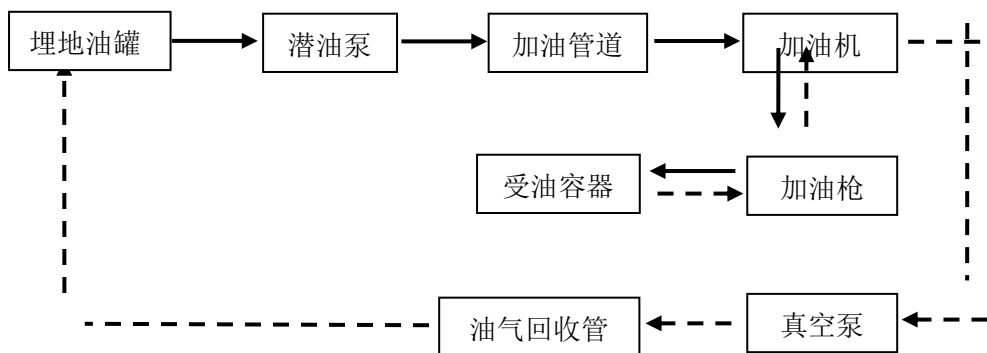 埋地油罐
潜油泵
加油管道
加油机
受油容器
加油枪
油气回收管
真空泵